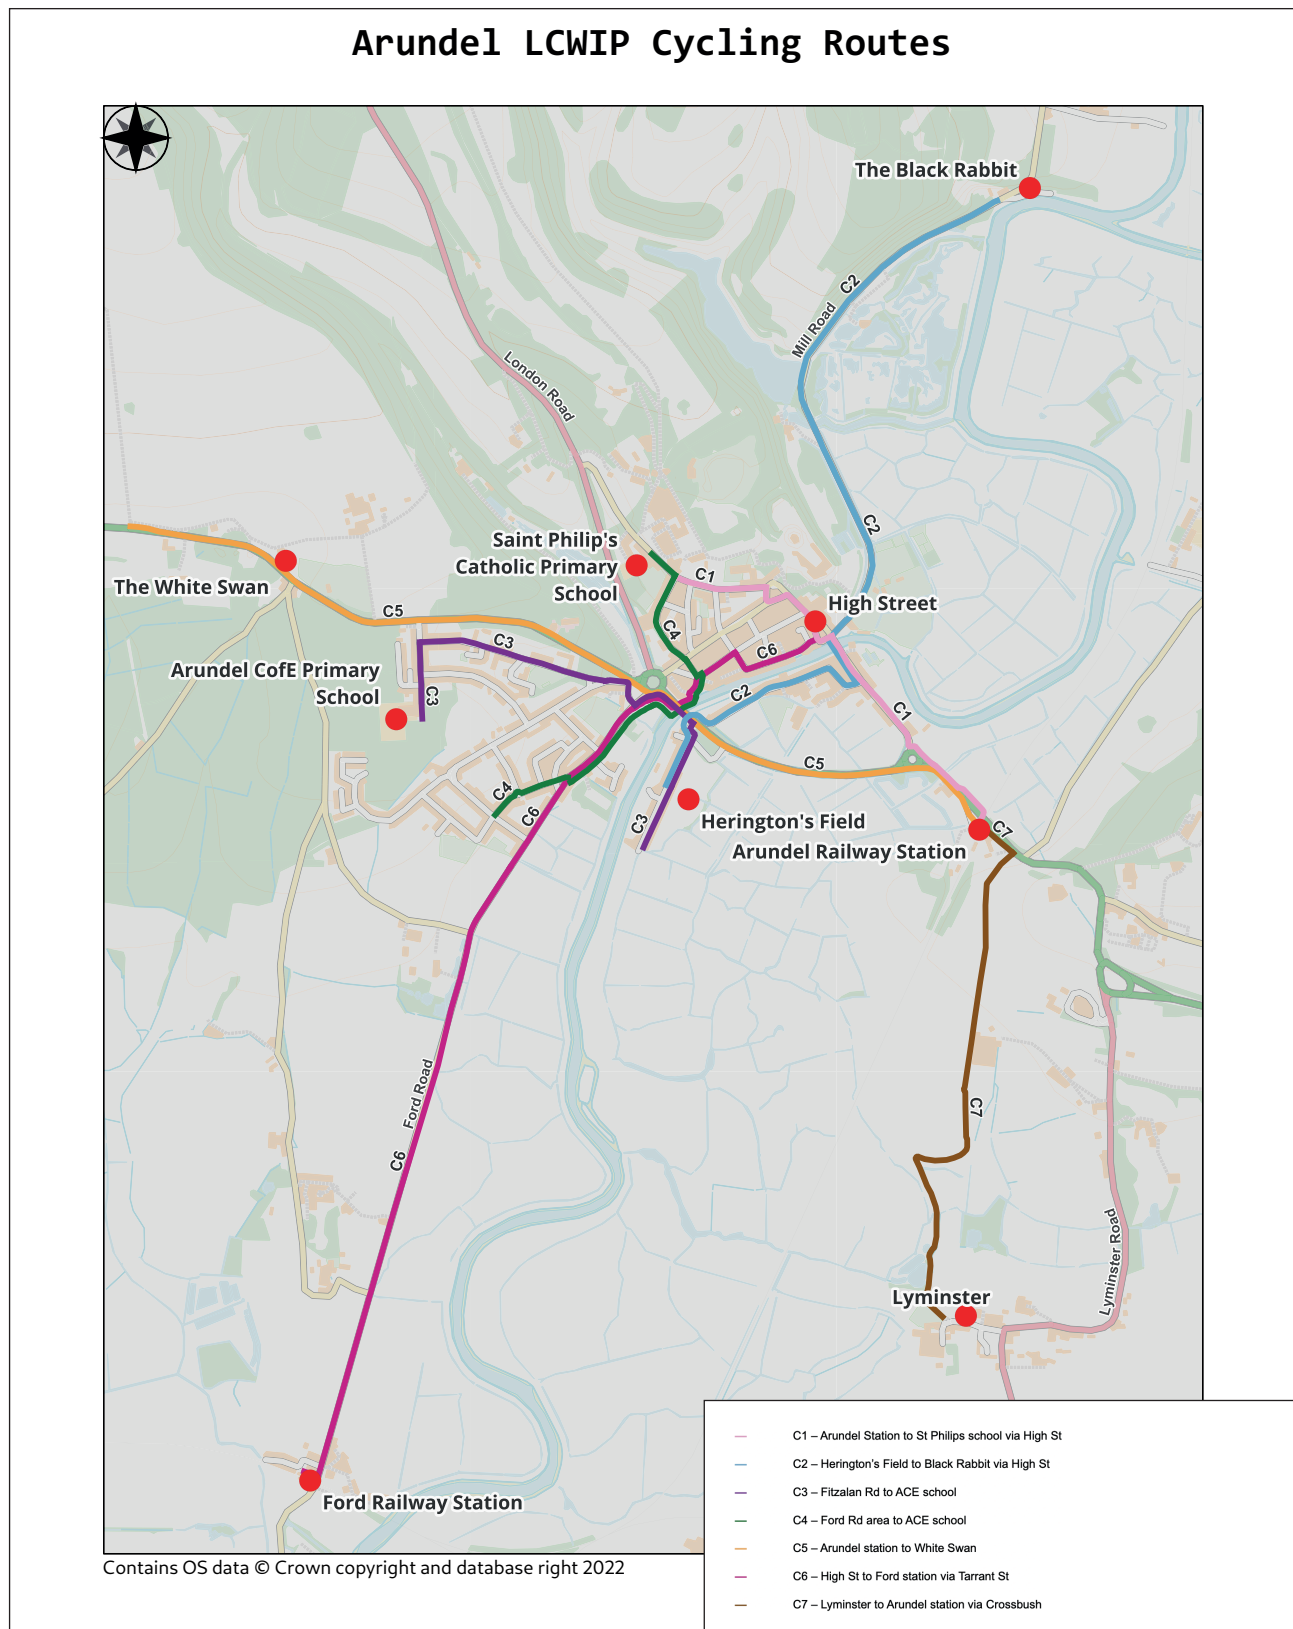 Arundel LCWIP Cycling Routes
The Black Rabbit
C2
Mill Road
London Road
C2
Saint Philip's
Catholic Primary
School
C1
The White Swan
High Street
C5
C4
C3
C6
Arundel CofE Primary
School
C3
C2
C1
C5
C4
C6
C3
Herington's Field
C7
Arundel Railway Station
Ford Road
C7
C6
Lyminster Road
Lyminster
Ford Railway Station
C1 – Arundel Station to St Philips school via High St
C2 – Herington's Field to Black Rabbit via High St
C3 – Fitzalan Rd to ACE school
C4 – Ford Rd area to ACE school
C5 – Arundel station to White Swan
C6 – High St to Ford station via Tarrant St
C7 – Lyminster to Arundel station via Crossbush
Contains OS data © Crown copyright and database right 2022